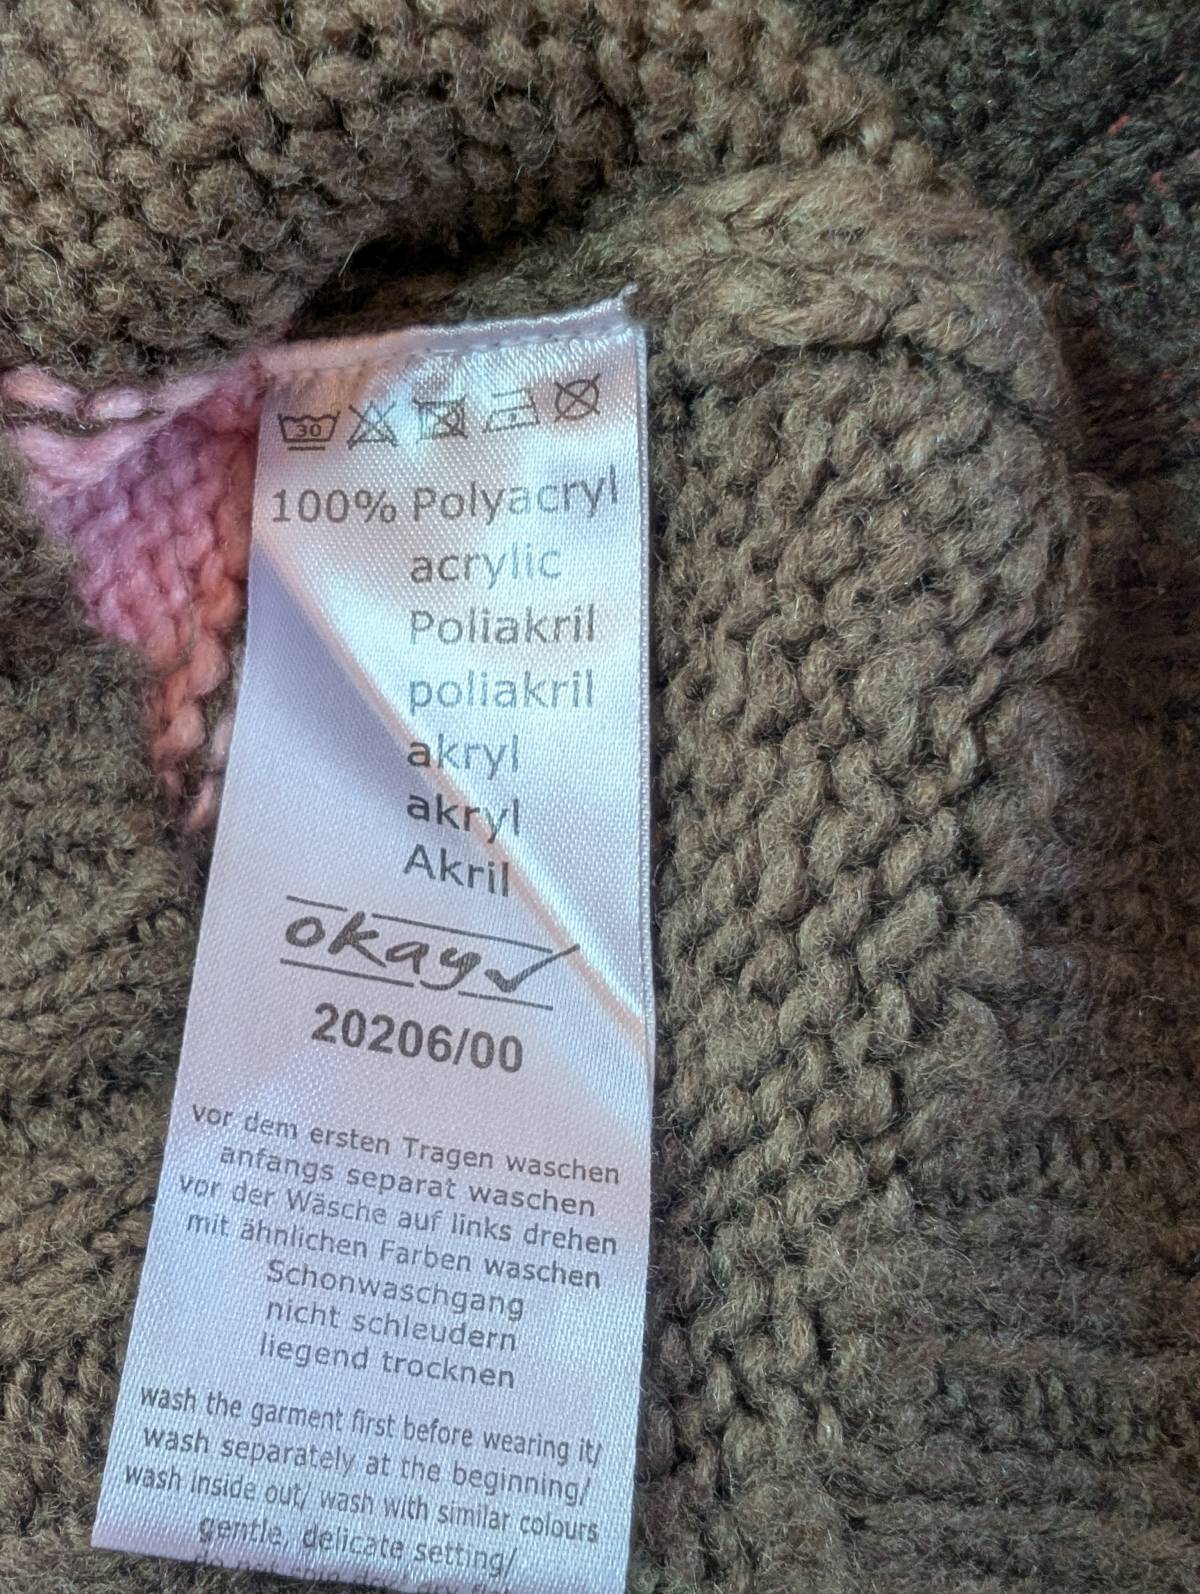 30
100% Polyacryl
acrylic
Poliakril
poliakril
akryl
akryl
Akril
okay
20206/00
vor dem ersten Tragen waschen
anfangs separat waschen
vor der Wäsche auf links drehen
mit ähnlichen Farben waschen
Schonwaschgang
nicht schleudern
liegend trocknen
wash the garment first before wearing it/
wash separately at the beginning/
wash inside out/ wash with similar colours
gentle, delicate setting/